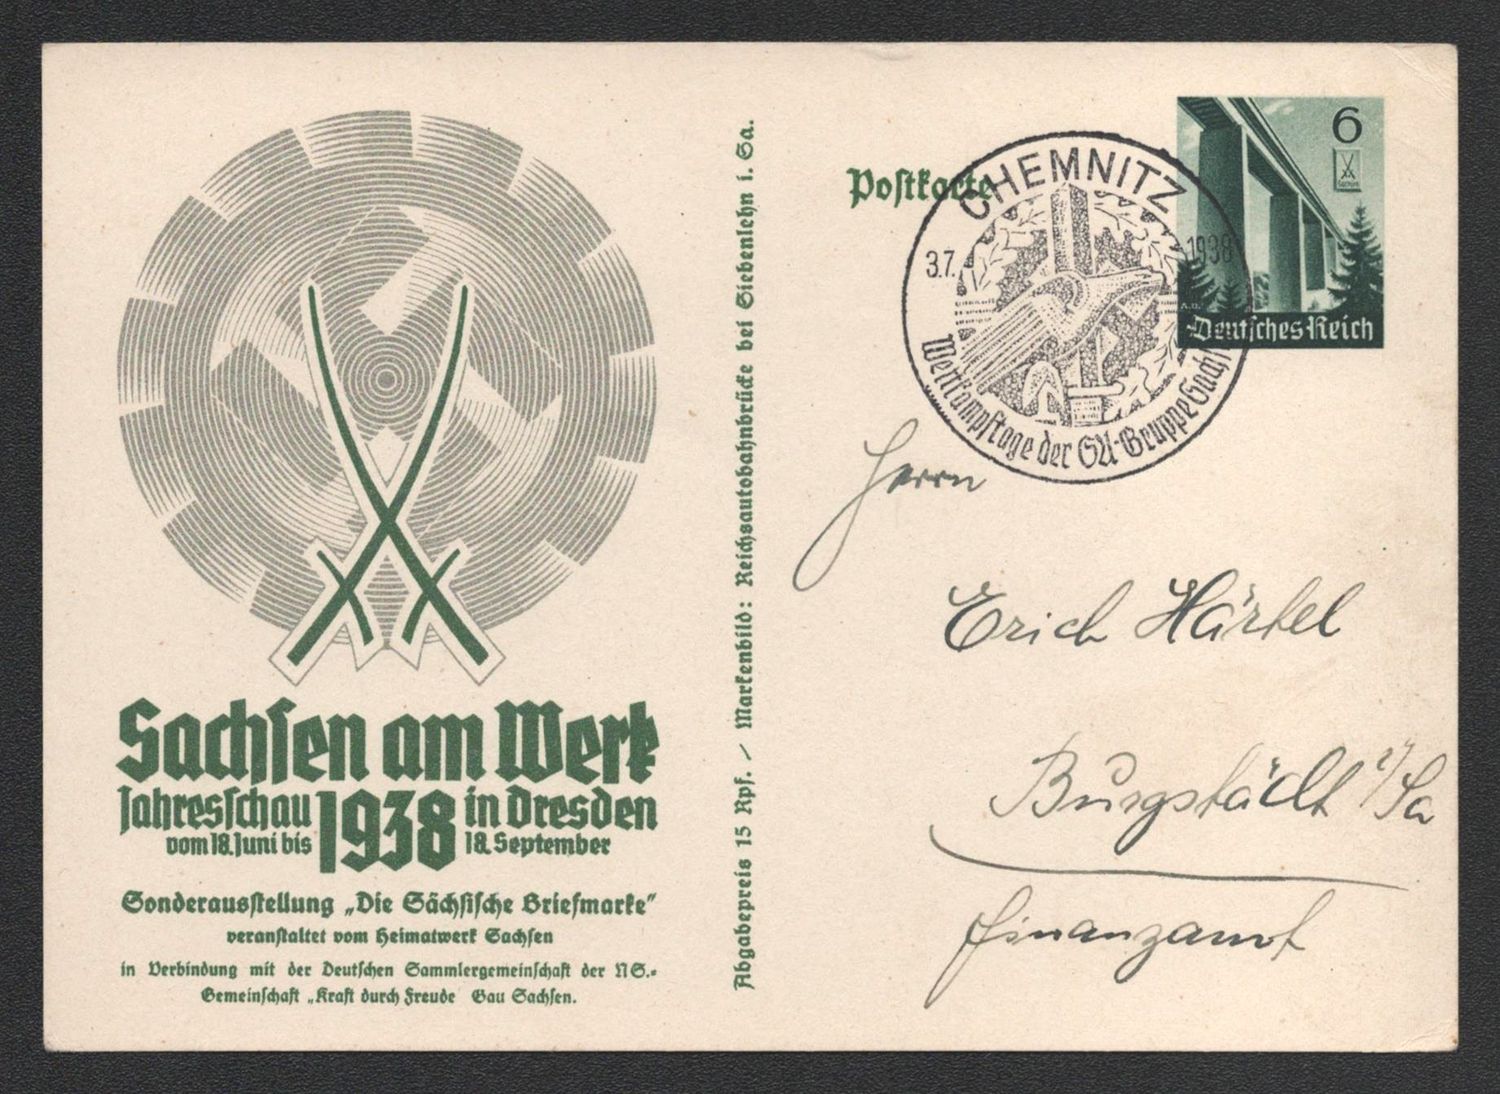 Sachsen am Werk
Jahresschau 1938 in Dresden
vom 18. Juni bis 18. September
Sonderausstellung „Die Sächsische Briefmarke"
veranstaltet vom Heimatwerk Sachsen
in Verbindung mit der Deutschen Sammlergemeinschaft der NS.-
Gemeinschaft „Kraft durch Freude Gau Sachsen.
Abgabepreis 15 Rpf. / Markenbild: Reichsautobahnbrücke bei Siebenlehn i. Sa.
Postkarte
CHEMNITZ
3.7. 1938
Wettkampftage der SA-Gruppe Sachs
6
Sachsen
Deutsches Reich
Herrn
Erich Härtel
Burgstädt i/Sa
Finanzamt